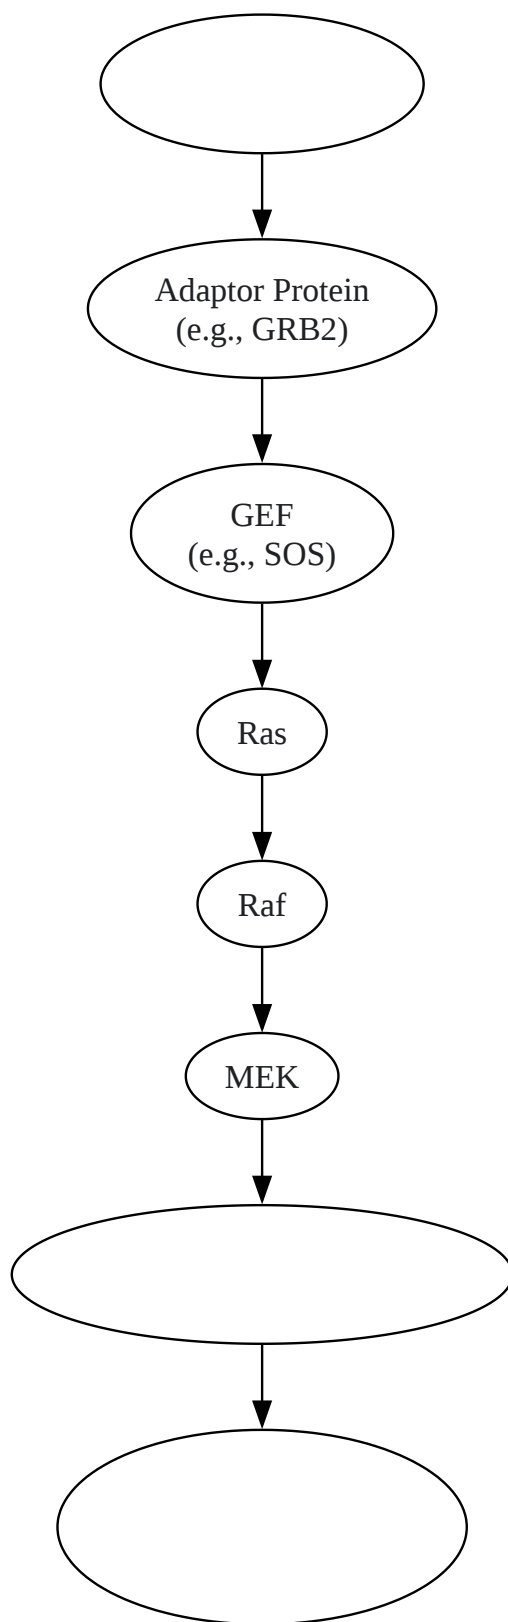 Adaptor Protein
(e.g., GRB2)
GEF
(e.g., SOS)
Ras
Raf
MEK